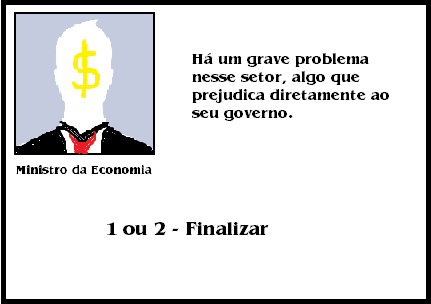 $
Há um grave problema
nesse setor, algo que
prejudica diretamente ao
seu governo.
Ministro da Economia
1 ou 2 - Finalizar